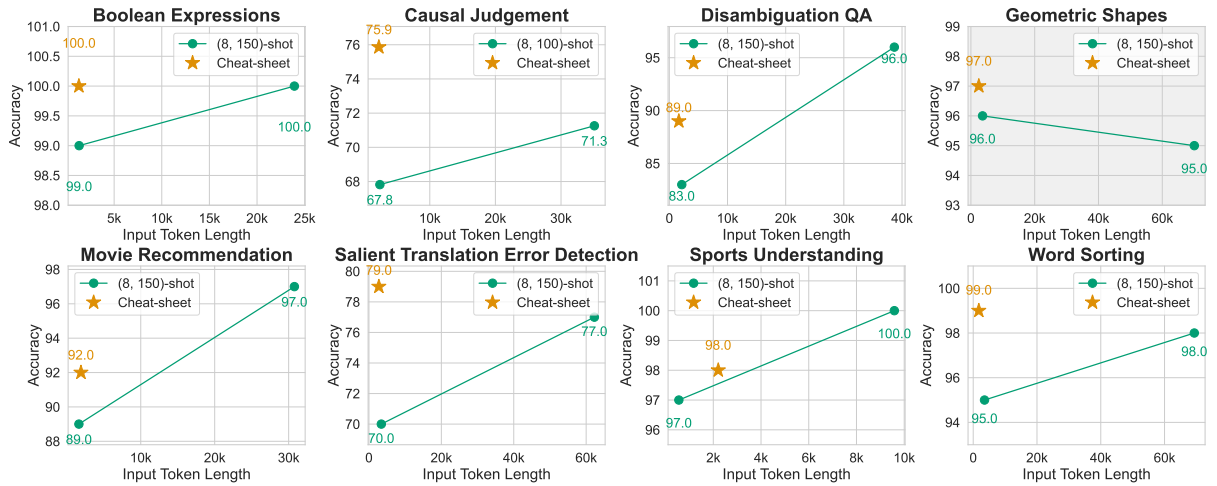 Boolean Expressions
101.0
100.5
100.0
99.5
99.0
98.5
98.0
Accuracy
100.0
(8, 150)-shot
Cheat-sheet
100.0
99.0
5k
10k
15k
20k
25k
Input Token Length
Causal Judgement
76
74
72
70
68
Accuracy
75.9
(8, 100)-shot
Cheat-sheet
71.3
67.8
10k
20k
30k
Input Token Length
Disambiguation QA
95
90
85
Accuracy
(8, 150)-shot
Cheat-sheet
96.0
89.0
83.0
0
10k
20k
30k
40k
Input Token Length
Geometric Shapes
99
98
97
96
95
94
93
Accuracy
97.0
(8, 150)-shot
Cheat-sheet
96.0
95.0
0
20k
40k
60k
Input Token Length
Movie Recommendation
98
96
94
92
90
88
Accuracy
(8, 150)-shot
Cheat-sheet
97.0
92.0
89.0
10k
20k
30k
Input Token Length
Salient Translation Error Detection
80
78
76
74
72
70
Accuracy
79.0
(8, 150)-shot
Cheat-sheet
77.0
70.0
0
20k
40k
60k
Input Token Length
Sports Understanding
101
100
99
98
97
96
Accuracy
(8, 150)-shot
Cheat-sheet
100.0
98.0
97.0
2k
4k
6k
8k
10k
Input Token Length
Word Sorting
100
98
96
94
Accuracy
99.0
(8, 150)-shot
Cheat-sheet
98.0
95.0
0
20k
40k
60k
Input Token Length